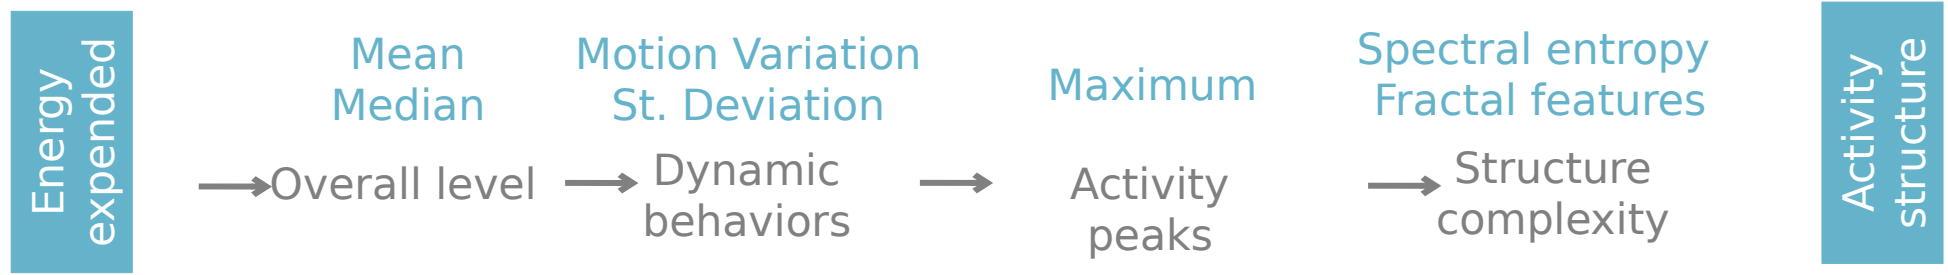 Energy
expended
Mean
Median
Overall level
Motion Variation
St. Deviation
Dynamic
behaviors
Maximum
Activity
peaks
Spectral entropy
Fractal features
Structure
complexity
Activity
structure